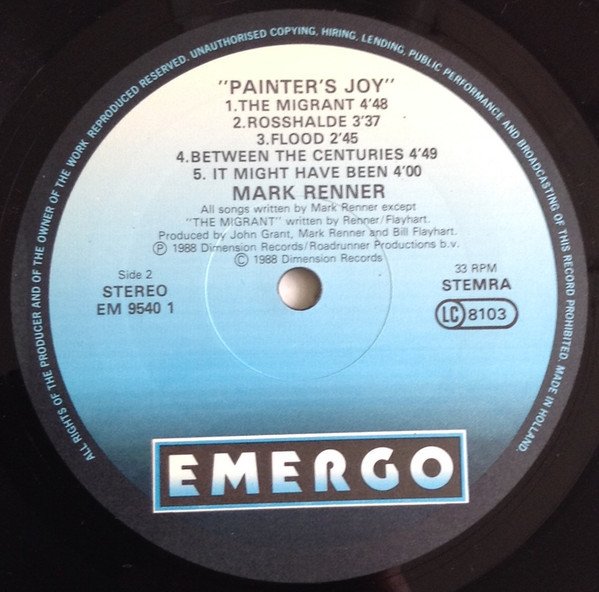 ALL RIGHTS OF THE PRODUCER AND OF THE OWNER OF THE WORK REPRODUCED RESERVED. UNAUTHORISED COPYING, HIRING, LENDING, PUBLIC PERFORMANCE AND BROADCASTING OF THIS RECORD PROHIBITED. MADE IN HOLLAND.
"PAINTER'S JOY"
1.THE MIGRANT 4'48
2.ROSSHALDE 3'37
3.FLOOD 2'45
4.BETWEEN THE CENTURIES 4'49
5. IT MIGHT HAVE BEEN 4'00
MARK RENNER
All songs written by Mark Renner except
"THE MIGRANT" written by Renner/Flayhart.
Produced by John Grant, Mark Renner and Bill Flayhart.
Ⓟ 1988 Dimension Records/Roadrunner Productions b.v.
© 1988 Dimension Records
Side 2
STEREO
EM 9540 1
33 RPM
STEMRA
LC 8103
EMERGO